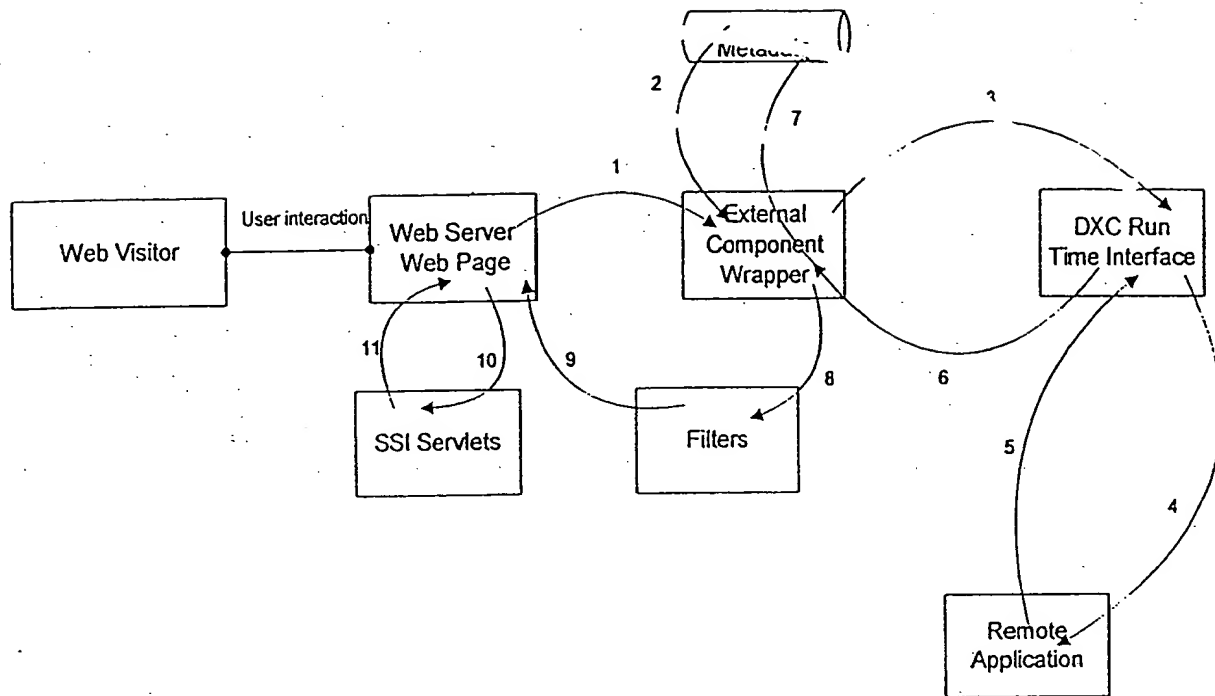 2
7
3
1
External
Component
Wrapper
DXC Run
Time Interface
Web Visitor
User interaction
Web Server
Web Page
11
10
9
8
6
SSI Servlets
Filters
5
4
Remote
Application